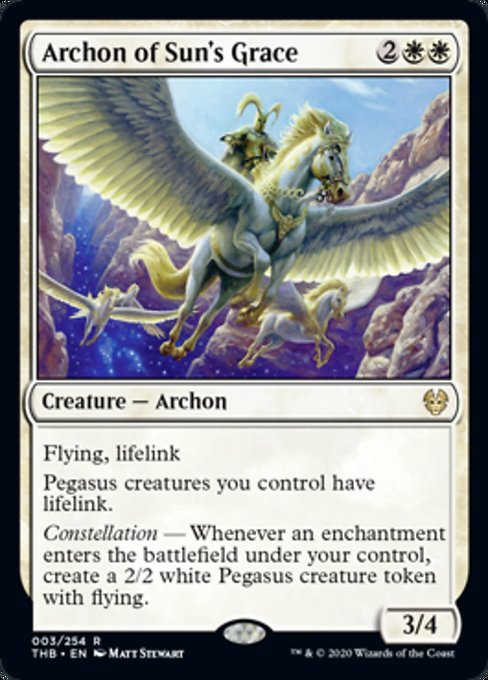 Archon of Sun's Grace 2
Creature — Archon
Flying, lifelink
Pegasus creatures you control have
lifelink.
Constellation — Whenever an enchantment
enters the battlefield under your control,
create a 2/2 white Pegasus creature token
with flying.
3/4
003/254 R
THB • EN Matt Stewart
™ & © 2020 Wizards of the Coast